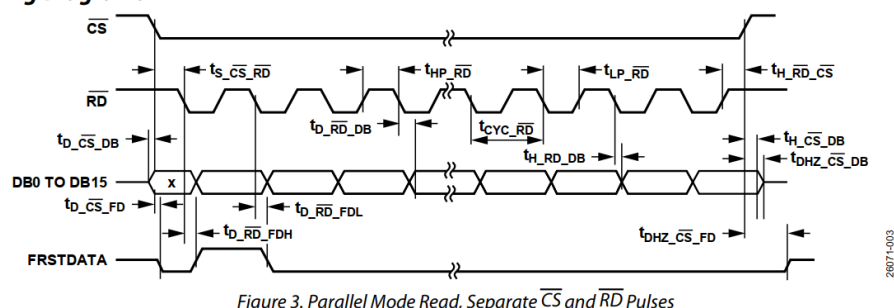 CS
tS_CS_RD
tHP_RD
tLP_RD
tH_RD_CS
RD
tD_CS_DB
tD_RD_DB
tCYC_RD
tH_RD_DB
tH_CS_DB
tDHZ_CS_DB
DB0 TO DB15
x
tD_CS_FD
tD_RD_FDH
tD_RD_FDL
tDHZ_CS_FD
FRSTDATA
26071-003
Figure 3. Parallel Mode Read, Separate CS and RD Pulses